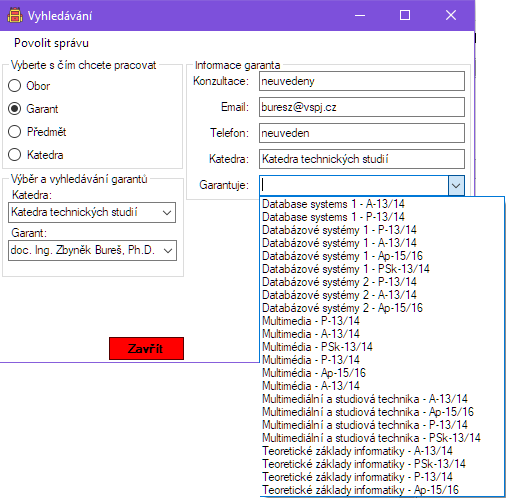 Vyhledávání
Povolit správu
Vyberte s čím chcete pracovat
Obor
Garant
Předmět
Katedra
Výběr a vyhledávání garantů
Katedra:
Katedra technických studií
Garant:
doc. Ing. Zbyněk Bureš, Ph.D.
Zavřít
Infomace garanta
Konzultace: neuvedeny
Email: buresz@vspj.cz
Telefon: neuveden
Katedra: Katedra technických studií
Garantuje:
Database systems 1 - A-13/14
Database systems 1 - P-13/14
Databázové systémy 1 - P-13/14
Databázové systémy 1 - A-13/14
Databázové systémy 1 - Ap-15/16
Databázové systémy 1 - PSk-13/14
Databázové systémy 2 - P-13/14
Databázové systémy 2 - A-13/14
Databázové systémy 2 - Ap-15/16
Multimedia - P-13/14
Multimedia - A-13/14
Multimédia - PSk-13/14
Multimédia - P-13/14
Multimédia - Ap-15/16
Multimédia - A-13/14
Multimediální a studiová technika - A-13/14
Multimediální a studiová technika - Ap-15/16
Multimediální a studiová technika - P-13/14
Multimediální a studiová technika - PSk-13/14
Teoretické základy informatiky - A-13/14
Teoretické základy informatiky - PSk-13/14
Teoretické základy informatiky - P-13/14
Teoretické základy informatiky - Ap-15/16